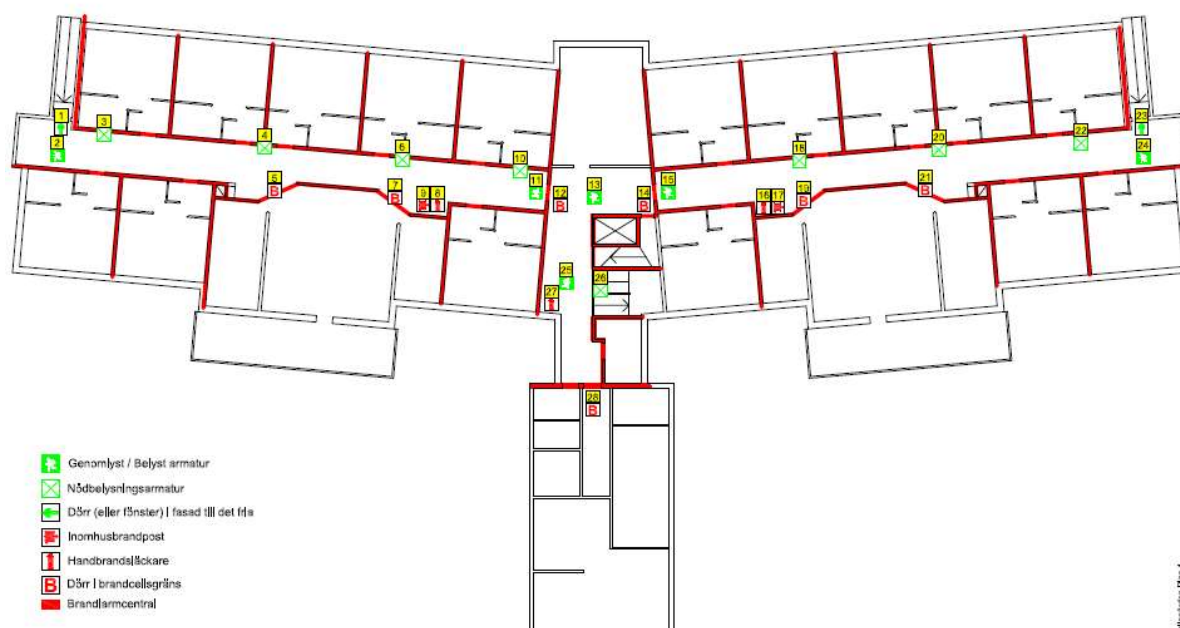 1
23
3
4
6
18
20
22
2
24
10
5
7
9
8
11
12
13
14
15
16
17
19
21
25
26
27
28
B
B
B
B
B
B
B
Genomlyst / Belyst armatur
Nödbelysningsarmatur
Dörr (eller fönster) i fasad till det fria
Inomhusbrandpost
Handbrandsläckare
B Dörr i brandcellsgräns
Brandlarmcentral